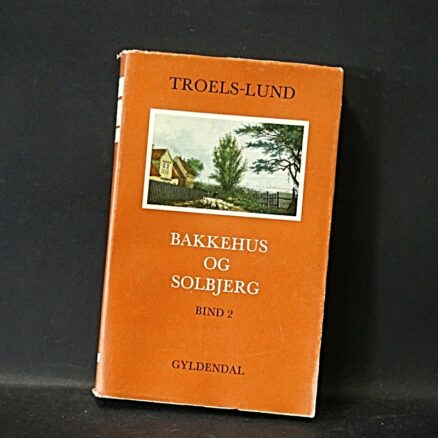 TROELS-LUND
BAKKEHUS
OG
SOLBJERG
BIND 2
GYLDENDAL